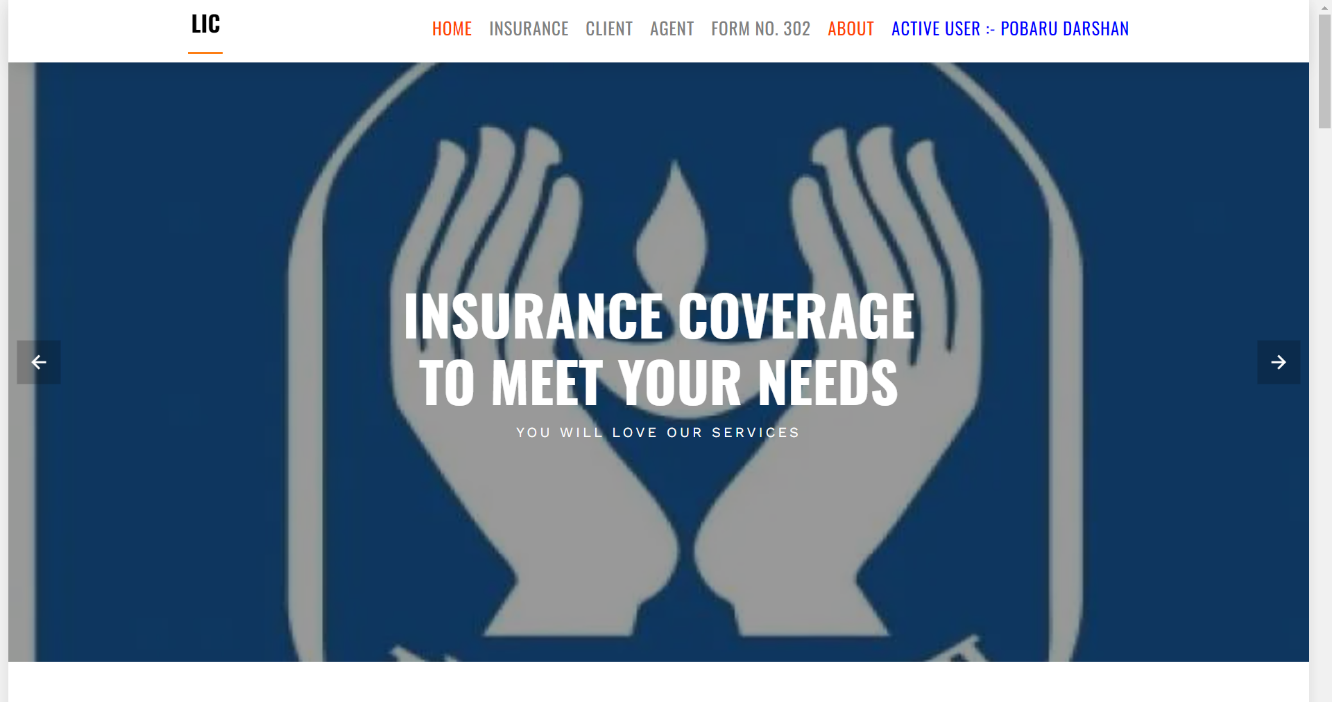 LIC
HOME INSURANCE CLIENT AGENT FORM NO. 302 ABOUT ACTIVE USER :- POBARU DARSHAN
INSURANCE COVERAGE
TO MEET YOUR NEEDS
YOU WILL LOVE OUR SERVICES